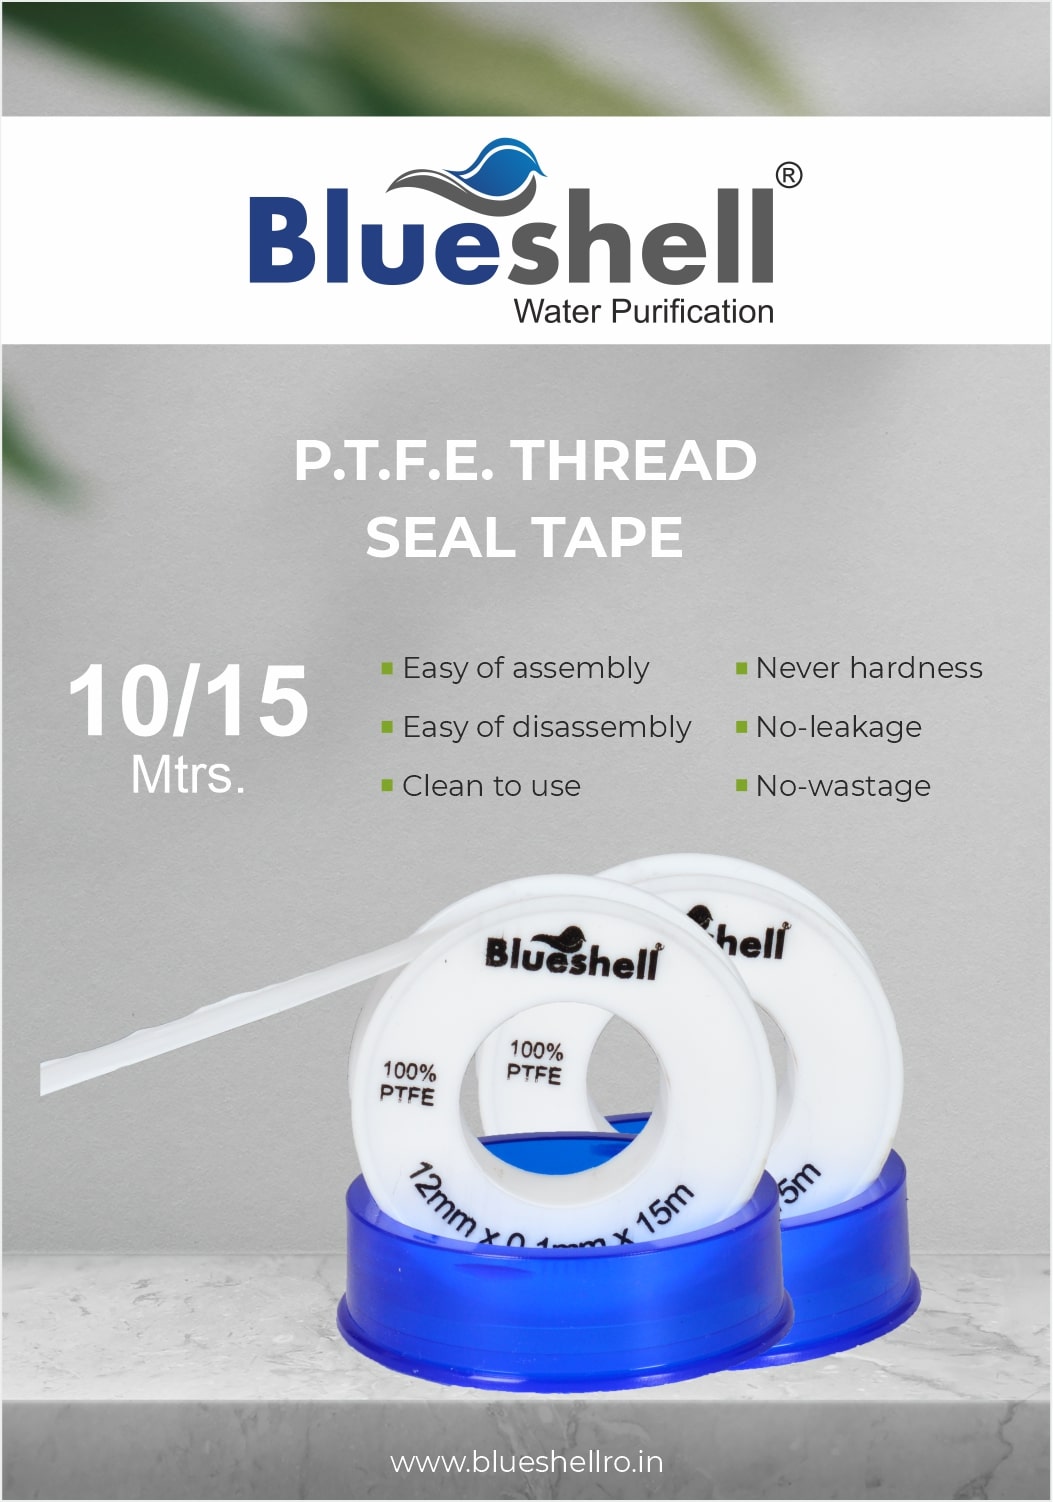 Blueshell®
Water Purification
P.T.F.E. THREAD
SEAL TAPE
10/15
Mtrs.
Easy of assembly
Easy of disassembly
Clean to use
Never hardness
No-leakage
No-wastage
Blueshell
100%
PTFE
12mm x 0.1mm x 15m
hell
100%
PTFE
5m
www.blueshellro.in